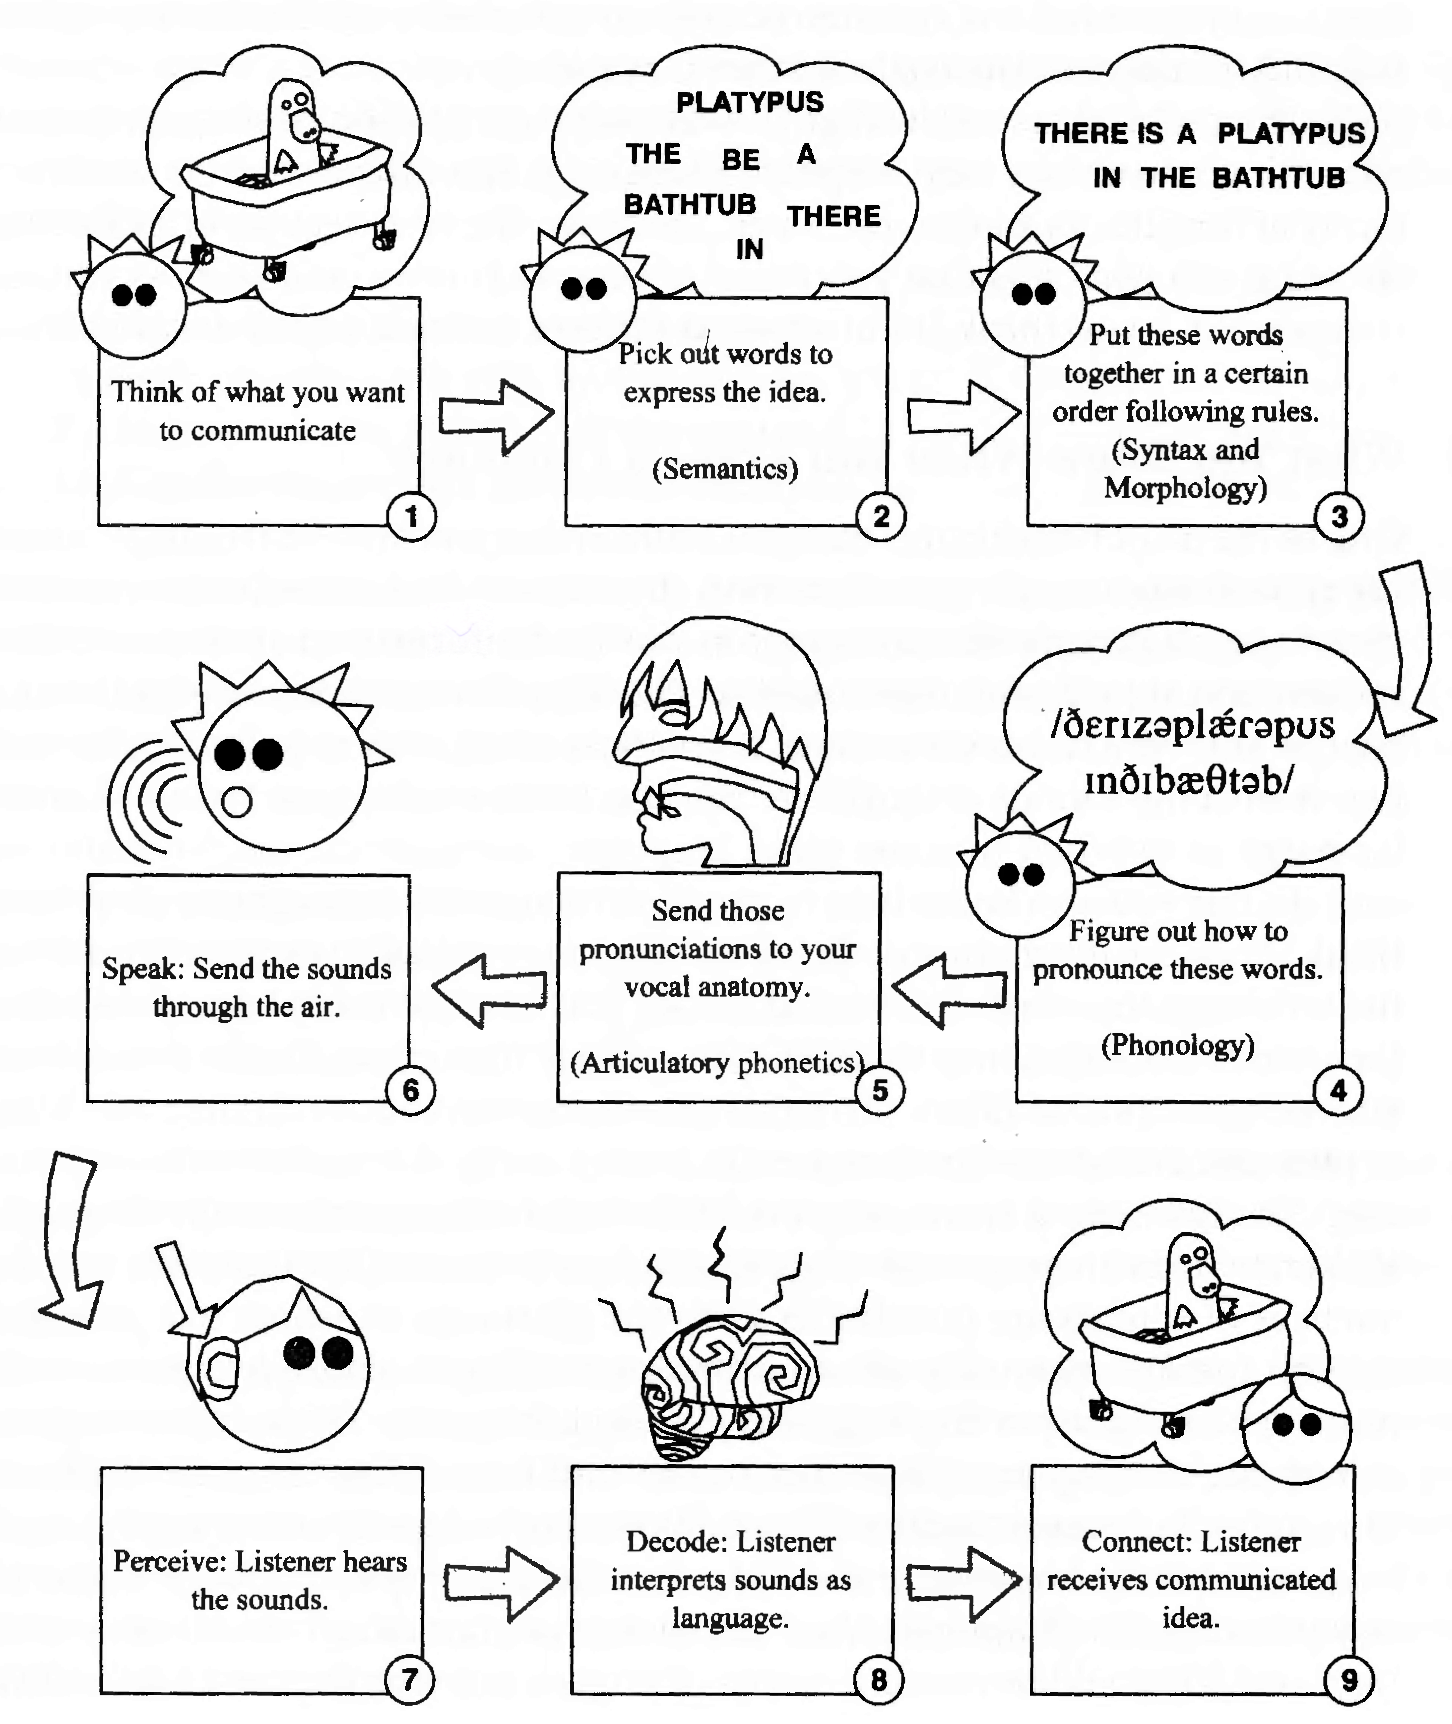 PLATYPUS
THE BE A
BATHTUB THERE
IN
THERE IS A PLATYPUS
IN THE BATHTUB
Think of what you want
to communicate
1
Pick out words to
express the idea.
(Semantics)
2
Put these words
together in a certain
order following rules.
(Syntax and
Morphology)
3
/ðɛrɪzəplǽɾəpʊs
ɪnðɪbæθtəb/
Figure out how to
pronounce these words.
(Phonology)
4
Send those
pronunciations to your
vocal anatomy.
(Articulatory phonetics)
5
Speak: Send the sounds
through the air.
6
Perceive: Listener hears
the sounds.
7
Decode: Listener
interprets sounds as
language.
8
Connect: Listener
receives communicated
idea.
9